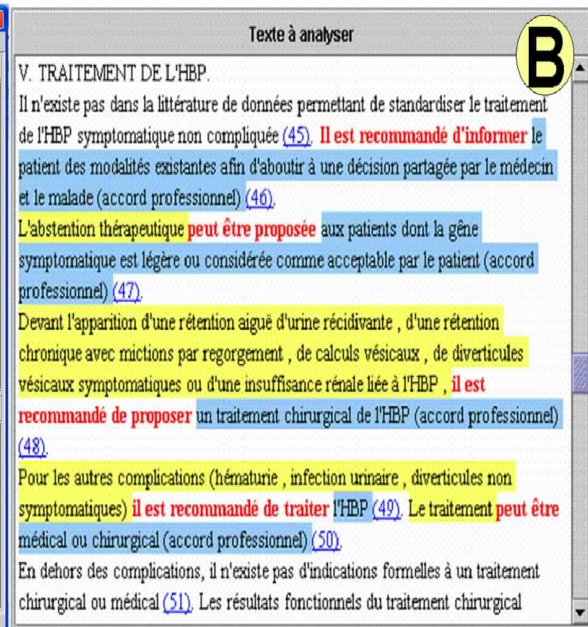 Texte à analyser
B
V. TRAITEMENT DE L'HBP.
Il n'existe pas dans la littérature de données permettant de standardiser le traitement
de l'HBP symptomatique non compliquée (45). Il est recommandé d'informer le
patient des modalités existantes afin d'aboutir à une décision partagée par le médecin
et le malade (accord professionnel) (46).
L'abstention thérapeutique peut être proposée aux patients dont la gêne
symptomatique est légère ou considérée comme acceptable par le patient (accord
professionnel) (47).
Devant l'apparition d'une rétention aiguë d'urine récidivante , d'une rétention
chronique avec mictions par regorgement , de calculs vésicaux , de diverticules
vésicaux symptomatiques ou d'une insuffisance rénale liée à l'HBP , il est
recommandé de proposer un traitement chirurgical de l'HBP (accord professionnel)
(48).
Pour les autres complications (hématurie , infection urinaire , diverticules non
symptomatiques) il est recommandé de traiter l'HBP (49). Le traitement peut être
médical ou chirurgical (accord professionnel) (50).
En dehors des complications, il n'existe pas d'indications formelles à un traitement
chirurgical ou médical (51). Les résultats fonctionnels du traitement chirurgical